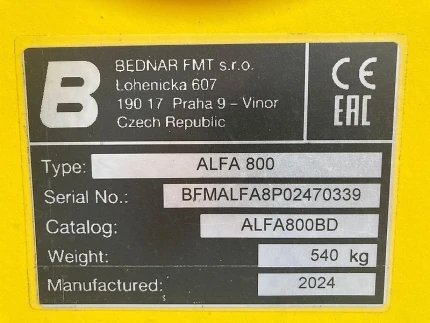 B
BEDNAR FMT s.r.o.
Lohenicka 607
190 17 Praha 9 – Vinor
Czech Republic
CE
EAC
Type: ALFA 800
Serial No.: BFMALFA8P02470339
Catalog: ALFA800BD
Weight: 540 kg
Manufactured: 2024